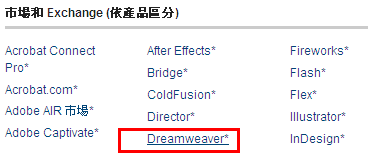 市場和 Exchange (依產品區分)
Acrobat Connect
Pro*
Acrobat.com*
Adobe AIR 市場*
Adobe Captivate*
After Effects*
Bridge*
ColdFusion*
Director*
Dreamweaver*
Fireworks*
Flash*
Flex*
Illustrator*
InDesign*